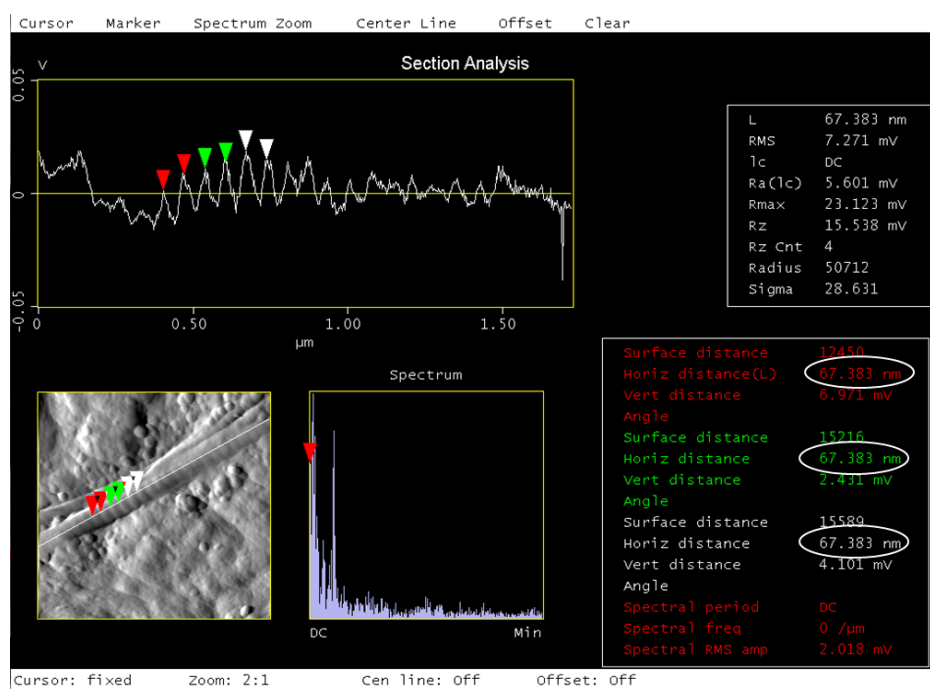 Cursor Marker Spectrum Zoom Center Line Offset Clear
V Section Analysis
0.05
0
-0.05
0 0.50 1.00 1.50
µm
L 67.383 nm
RMS 7.271 mV
lc DC
Ra(lc) 5.601 mV
Rmax 23.123 mV
Rz 15.538 mV
Rz Cnt 4
Radius 50712
Sigma 28.631
Spectrum
DC Min
Surface distance 12450
Horiz distance(L) 67.383 nm
Vert distance 6.971 mV
Angle
Surface distance 15216
Horiz distance 67.383 nm
Vert distance 2.431 mV
Angle
Surface distance 15589
Horiz distance 67.383 nm
Vert distance 4.101 mV
Angle
Spectral period DC
Spectral freq 0 /µm
Spectral RMS amp 2.018 mV
Cursor: fixed Zoom: 2:1 Cen line: Off Offset: Off